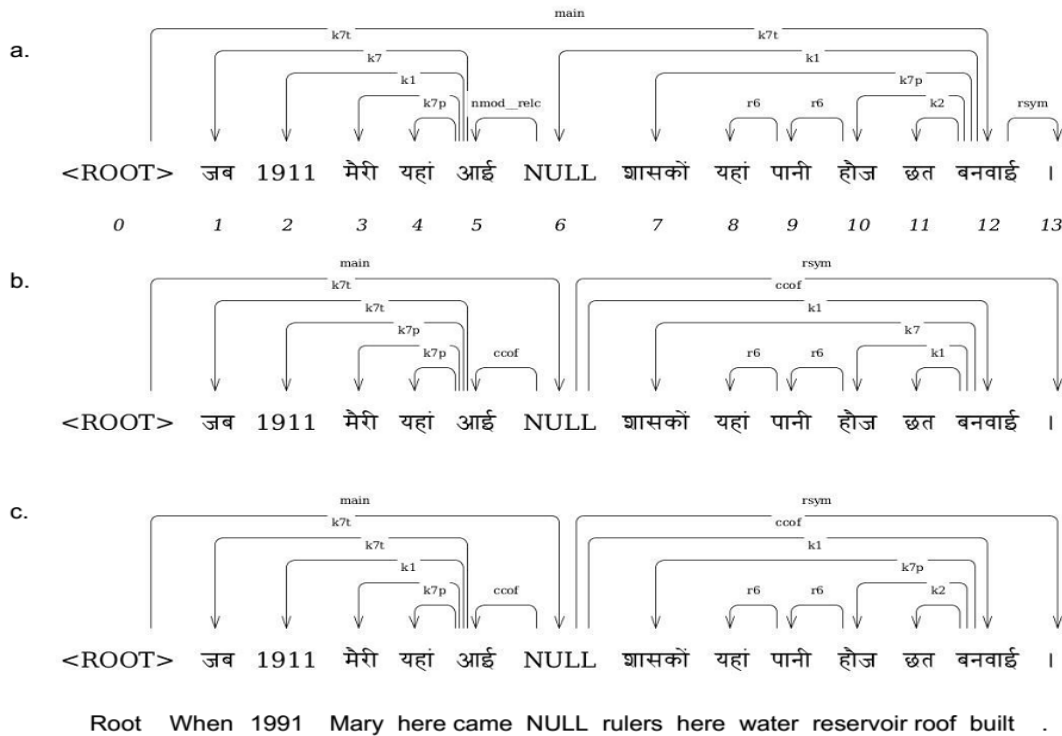 main
k7t k7t
a.
k7 k1
k1 k7p
k7p nmod__relc r6 r6 k2 rsym
<ROOT> जब 1911 मैरी यहां आई NULL शासकों यहां पानी हौज छत बनवाई ।
0 1 2 3 4 5 6 7 8 9 10 11 12 13
main rsym
b.
k7t ccof
k7t k1
k7p k7
k7p ccof r6 r6 k1
<ROOT> जब 1911 मैरी यहां आई NULL शासकों यहां पानी हौज छत बनवाई ।
main rsym
c.
k7t ccof
k7t k1
k1 k7p
k7p ccof r6 r6 k2
<ROOT> जब 1911 मैरी यहां आई NULL शासकों यहां पानी हौज छत बनवाई ।
Root When 1991 Mary here came NULL rulers here water reservoir roof built .